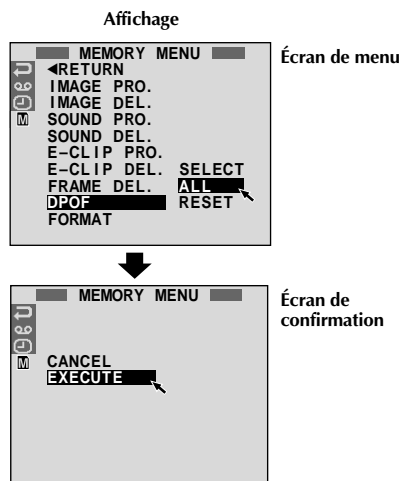 Affichage
MEMORY MENU
Écran de menu
◄RETURN
IMAGE PRO.
IMAGE DEL.
M SOUND PRO.
SOUND DEL.
E–CLIP PRO.
E–CLIP DEL. SELECT
FRAME DEL. ALL
DPOF RESET
FORMAT
MEMORY MENU
Écran de
confirmation
M CANCEL
EXECUTE